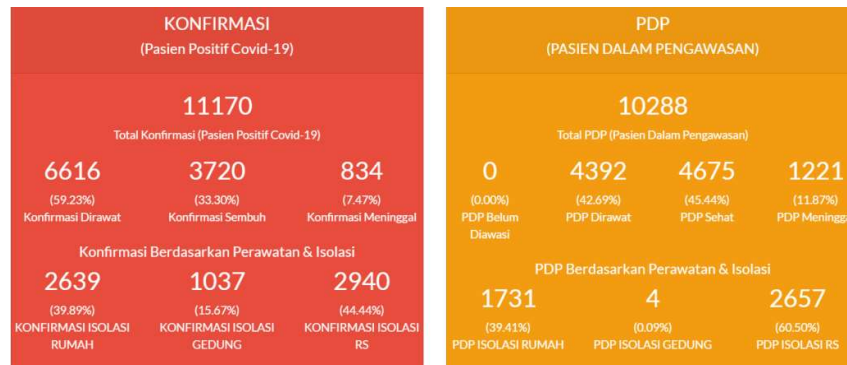 KONFIRMASI
(Pasien Positif Covid-19)
11170
Total Konfirmasi (Pasien Positif Covid-19)
6616 3720 834
(59.23%) (33.30%) (7.47%)
Konfirmasi Dirawat Konfirmasi Sembuh Konfirmasi Meninggal
Konfirmasi Berdasarkan Perawatan & Isolasi
2639 1037 2940
(39.89%) (15.67%) (44.44%)
KONFIRMASI ISOLASI KONFIRMASI ISOLASI KONFIRMASI ISOLASI
RUMAH GEDUNG RS
PDP
(PASIEN DALAM PENGAWASAN)
10288
Total PDP (Pasien Dalam Pengawasan)
0 4392 4675 1221
(0.00%) (42.69%) (45.44%) (11.87%)
PDP Belum PDP Dirawat PDP Sehat PDP Meningga
Diawasi
PDP Berdasarkan Perawatan & Isolasi
1731 4 2657
(39.41%) (0.09%) (60.50%)
PDP ISOLASI RUMAH PDP ISOLASI GEDUNG PDP ISOLASI RS